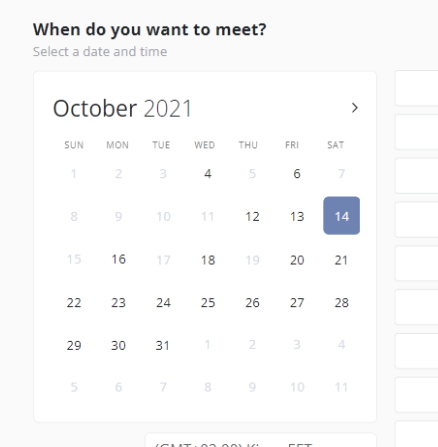 When do you want to meet?
Select a date and time
October 2021 >
SUN MON TUE WED THU FRI SAT
1 2 3 4 5 6 7
8 9 10 11 12 13 14
15 16 17 18 19 20 21
22 23 24 25 26 27 28
29 30 31 1 2 3 4
5 6 7 8 9 10 11